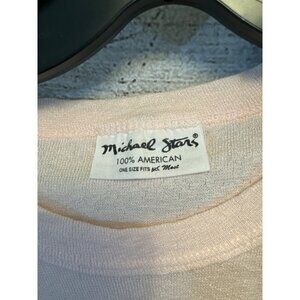 Michael Stars®
100% AMERICAN
ONE SIZE FITS Most